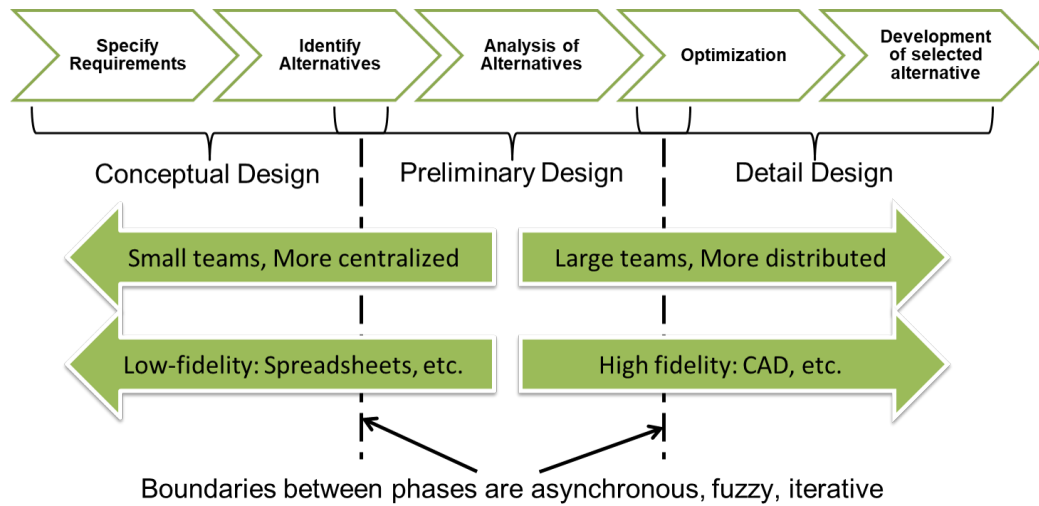 Specify
Requirements
Identify
Alternatives
Analysis of
Alternatives
Optimization
Development
of selected
alternative
Conceptual Design
Preliminary Design
Detail Design
Small teams, More centralized
Large teams, More distributed
Low-fidelity: Spreadsheets, etc.
High fidelity: CAD, etc.
Boundaries between phases are asynchronous, fuzzy, iterative